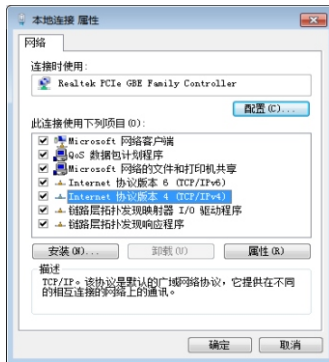 本地连接 属性
网络
连接时使用:
Realtek PCIe GBE Family Controller
配置(C)...
此连接使用下列项目(O):
Microsoft 网络客户端
QoS 数据包计划程序
Microsoft 网络的文件和打印机共享
Internet 协议版本 6 (TCP/IPv6)
Internet 协议版本 4 (TCP/IPv4)
链路层拓扑发现映射器 I/O 驱动程序
链路层拓扑发现响应程序
安装(N)... 卸载(U) 属性(R)
描述
TCP/IP。该协议是默认的广域网络协议，它提供在不同
的相互连接的网络上的通讯。
确定 取消